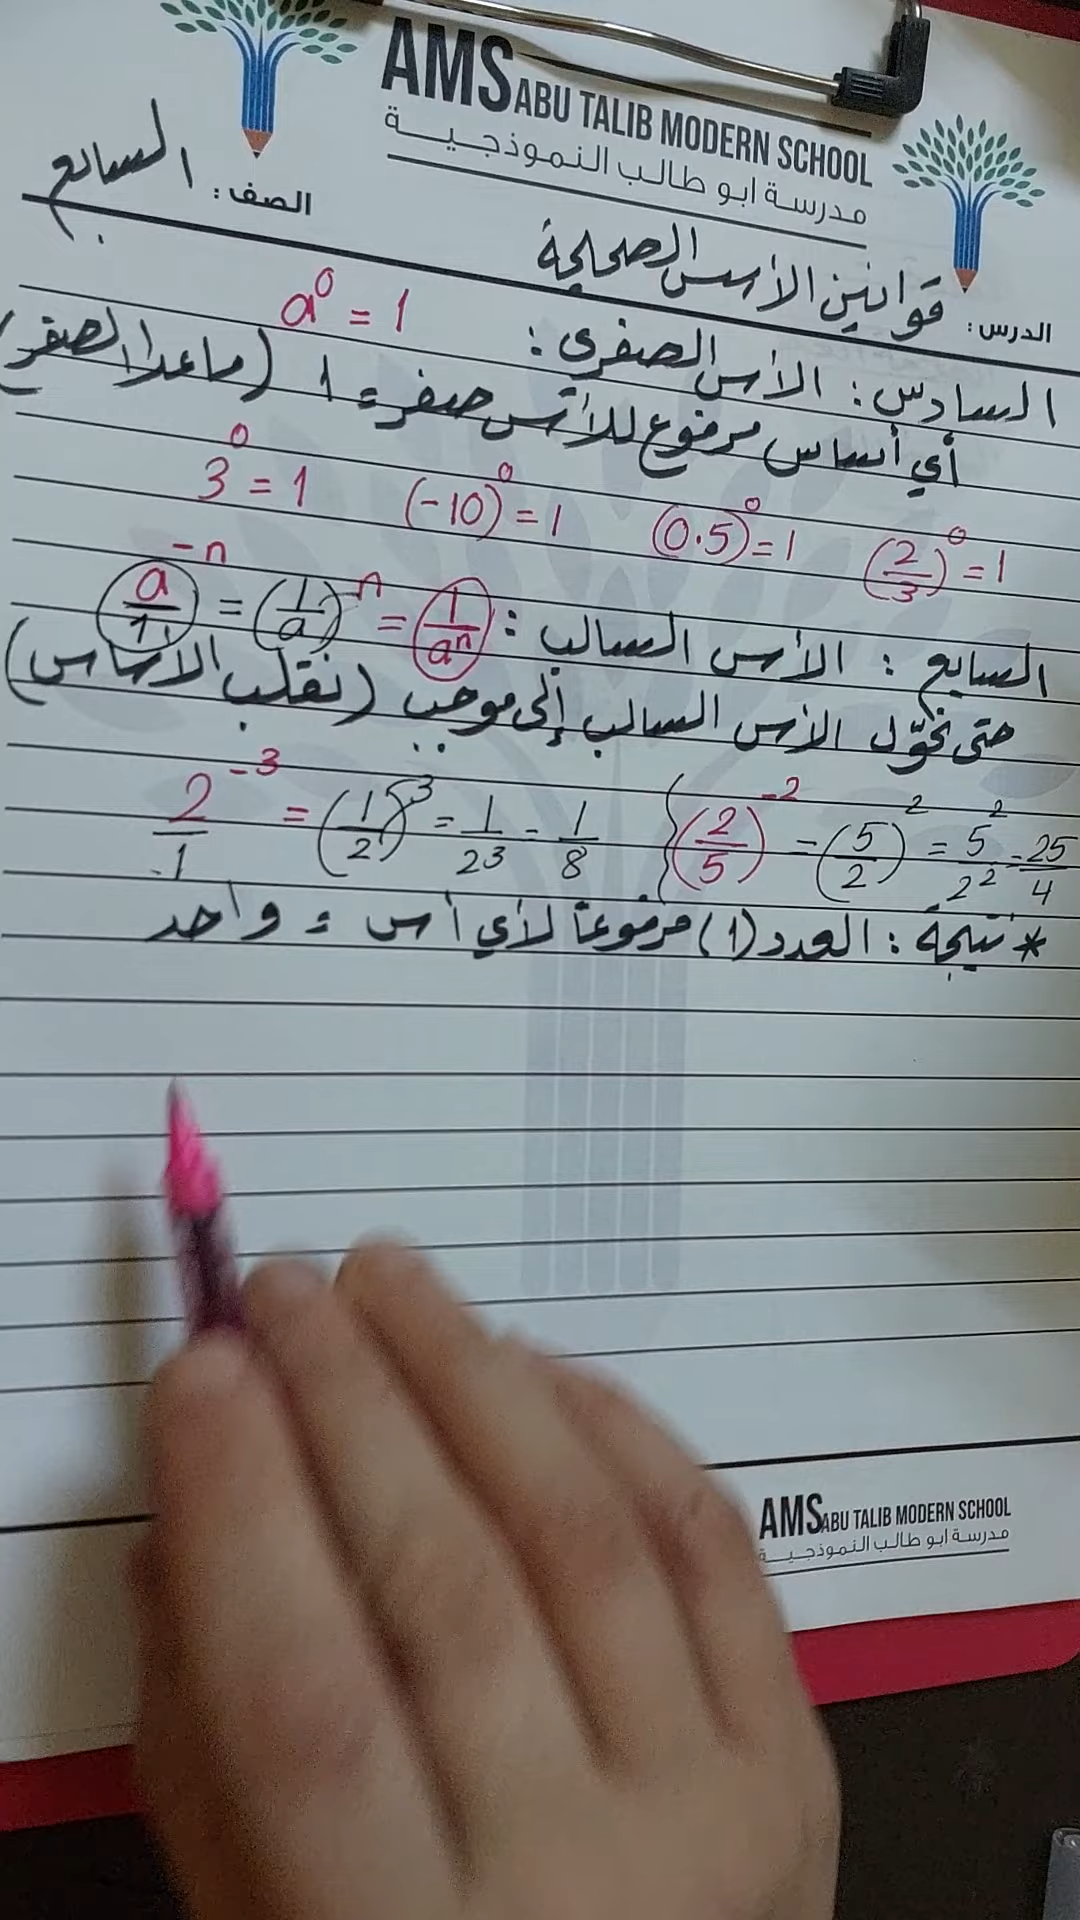 AMS ABU TALIB MODERN SCHOOL
مدرسة ابو طالب النموذجية
الصف: السابع
الدرس: قوانين الأسس الصحيحة
السادس: الأس الصفري: a⁰ = 1
أي أساس مرفوع للأس صفر = 1 (ماعدا الصفر)
3⁰ = 1 (-10)⁰ = 1 (0.5)⁰ = 1 (2/3)⁰ = 1
السابع: الأس السالب: (a/1)⁻ⁿ = (1/a)ⁿ = 1/aⁿ
حتى نحوّل الأس السالب إلى موجب (نقلب الأساس)
2/1⁻³ = (1/2)³ = 1/2³ = 1/8 (2/5)⁻² = (5/2)² = 5²/2² = 25/4
* نتيجة: العدد (1) مرفوعاً لأي أس = واحد
AMS ABU TALIB MODERN SCHOOL
مدرسة ابو طالب النموذجية